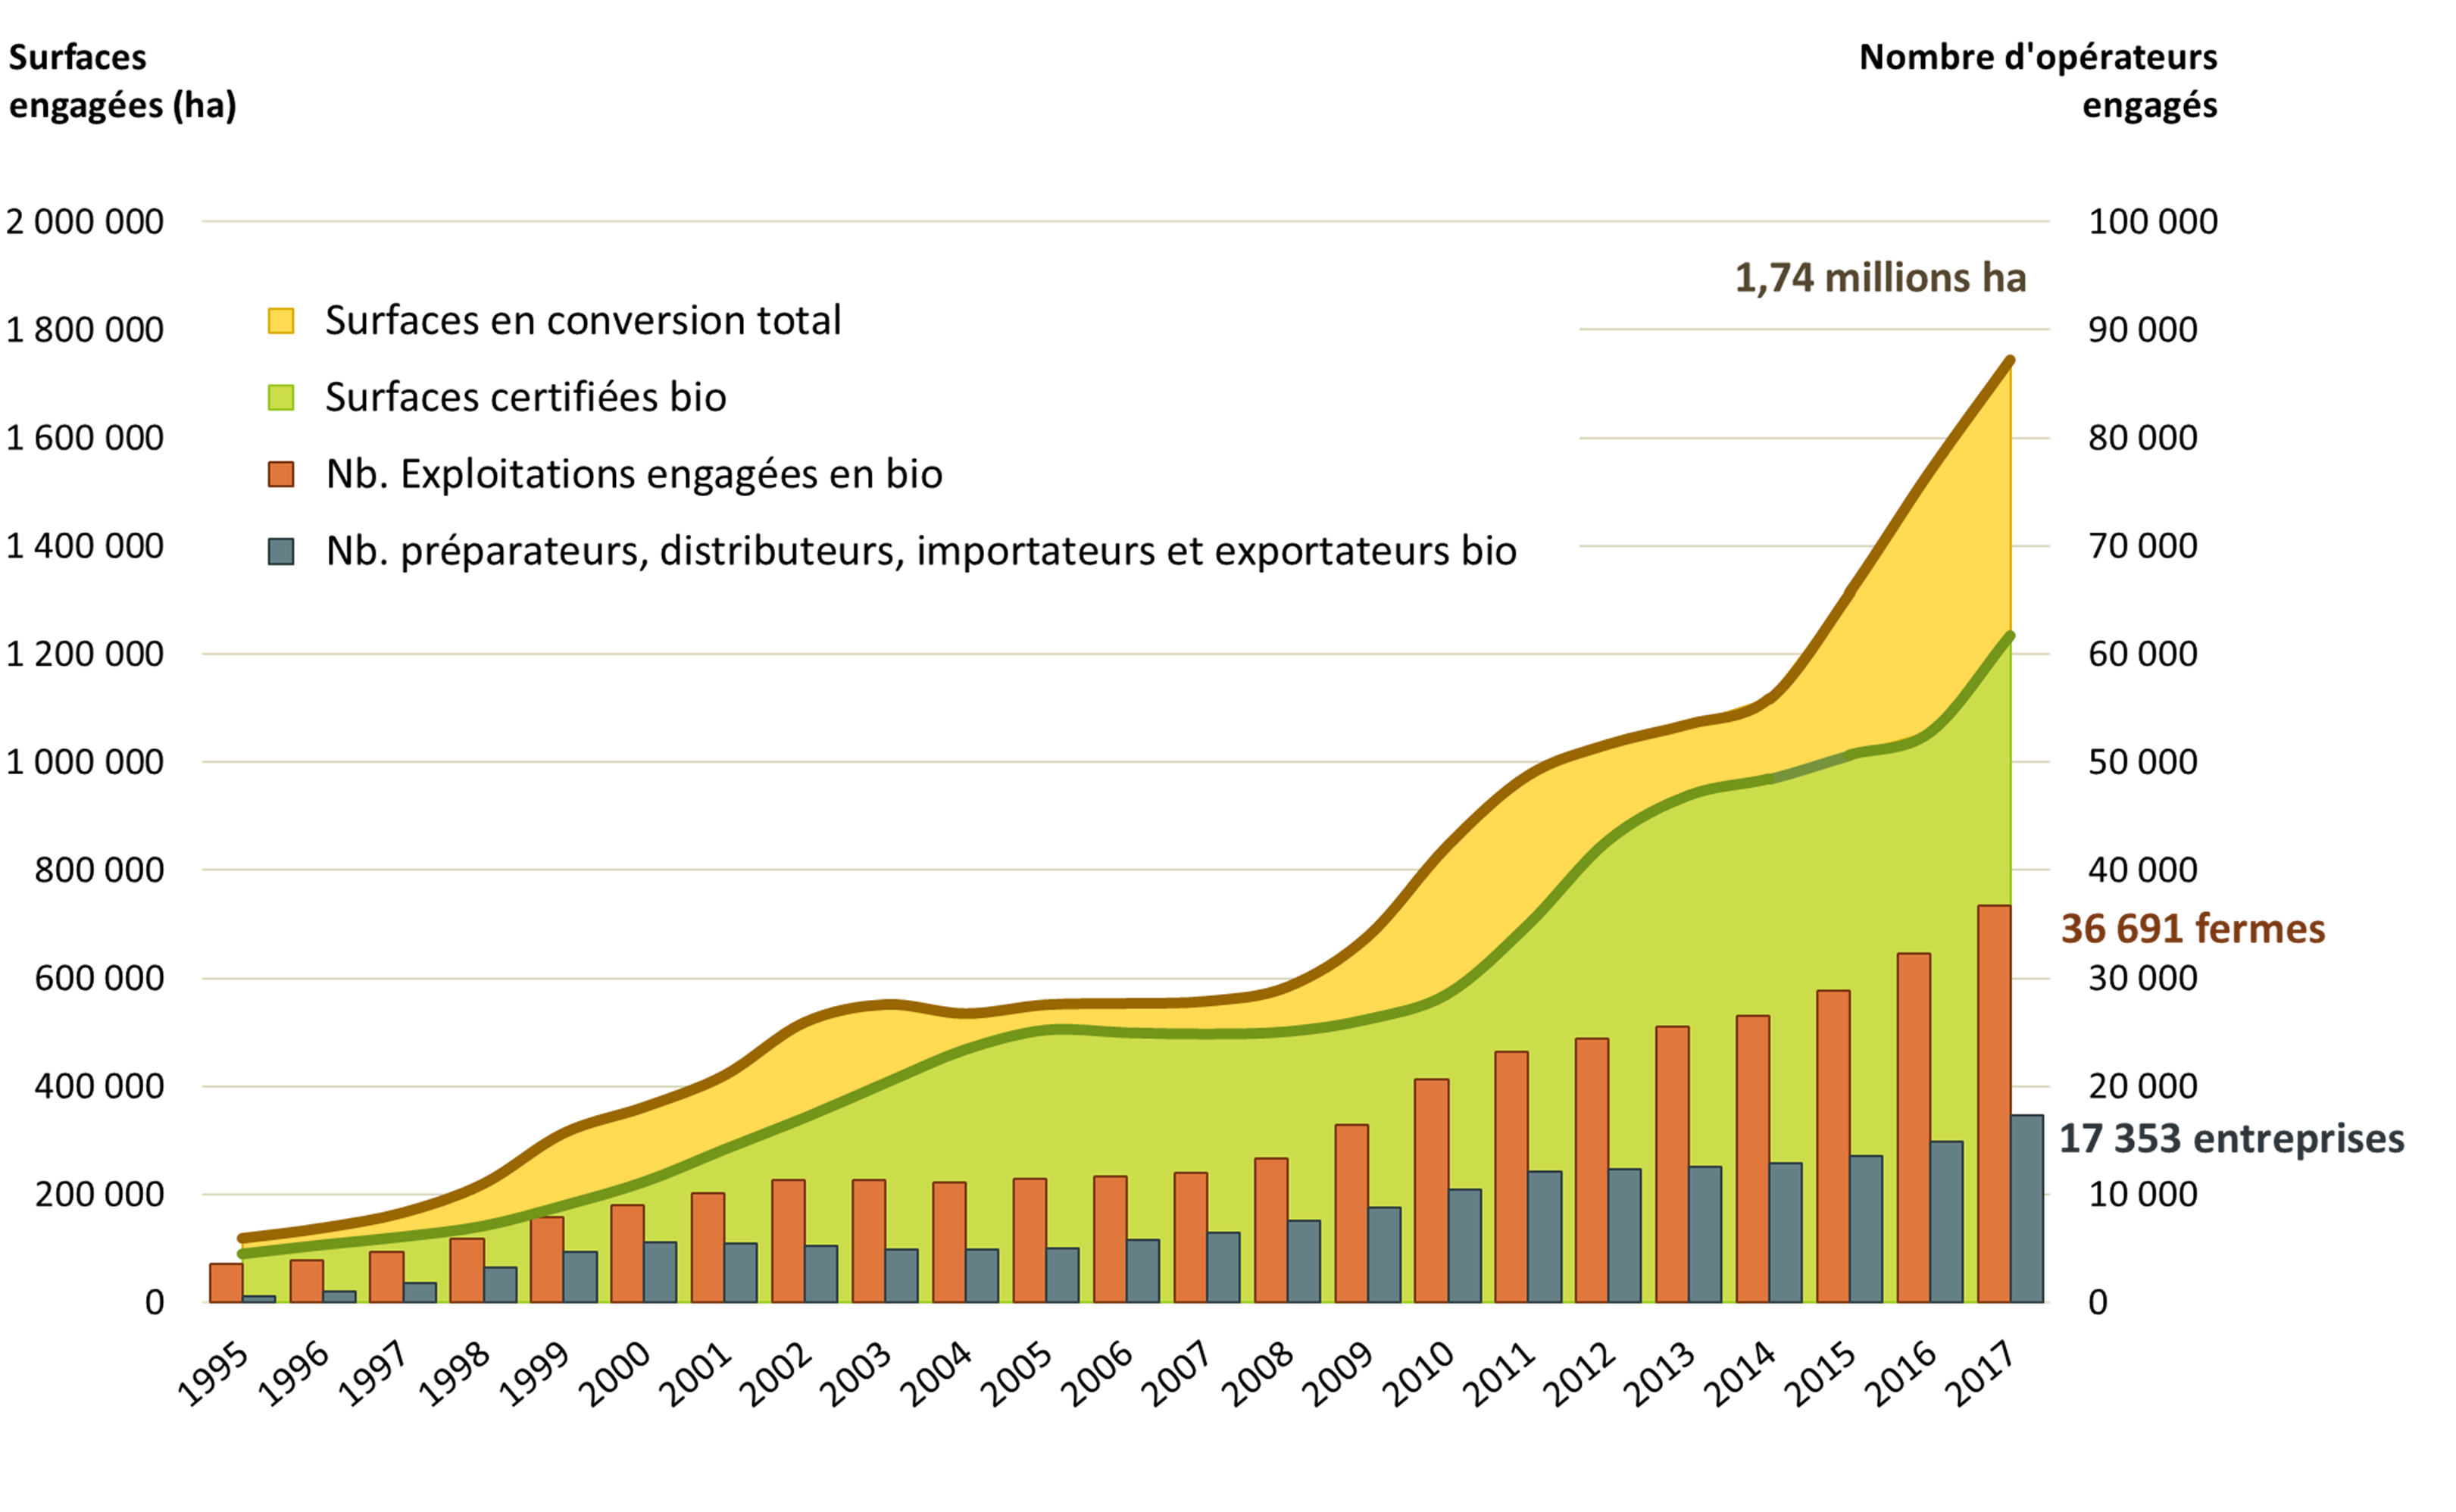 Surfaces
engagées (ha)
Nombre d'opérateurs
engagés
2 000 000
1 800 000
1 600 000
1 400 000
1 200 000
1 000 000
800 000
600 000
400 000
200 000
0
Surfaces en conversion total
Surfaces certifiées bio
Nb. Exploitations engagées en bio
Nb. préparateurs, distributeurs, importateurs et exportateurs bio
1,74 millions ha
100 000
90 000
80 000
70 000
60 000
50 000
40 000
36 691 fermes
30 000
20 000
17 353 entreprises
10 000
0
1995
1996
1997
1998
1999
2000
2001
2002
2003
2004
2005
2006
2007
2008
2009
2010
2011
2012
2013
2014
2015
2016
2017